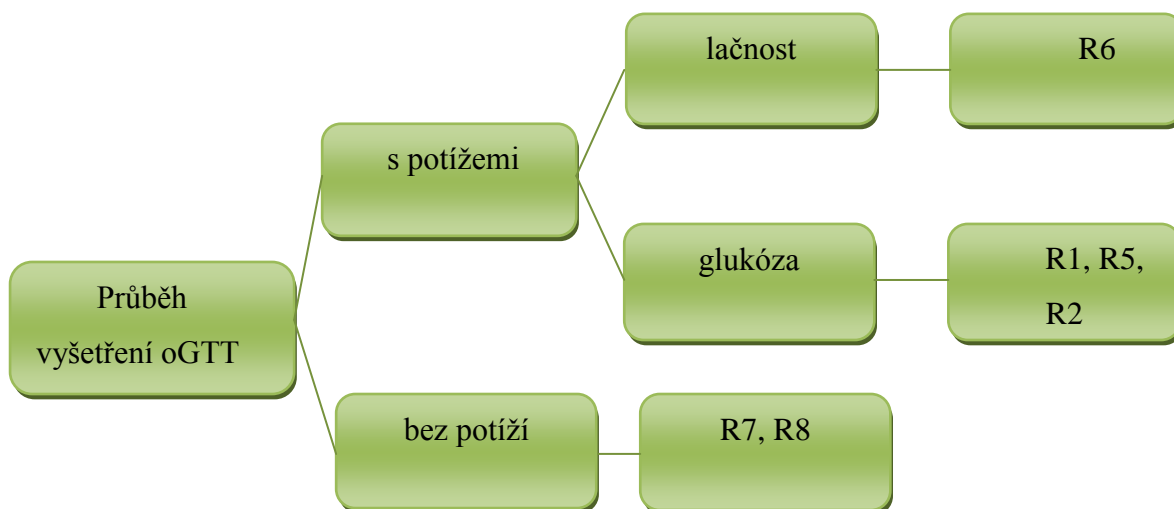 lačnost
R6
s potížemi
glukóza
R1, R5,
R2
Průběh
vyšetření oGTT
bez potíží
R7, R8